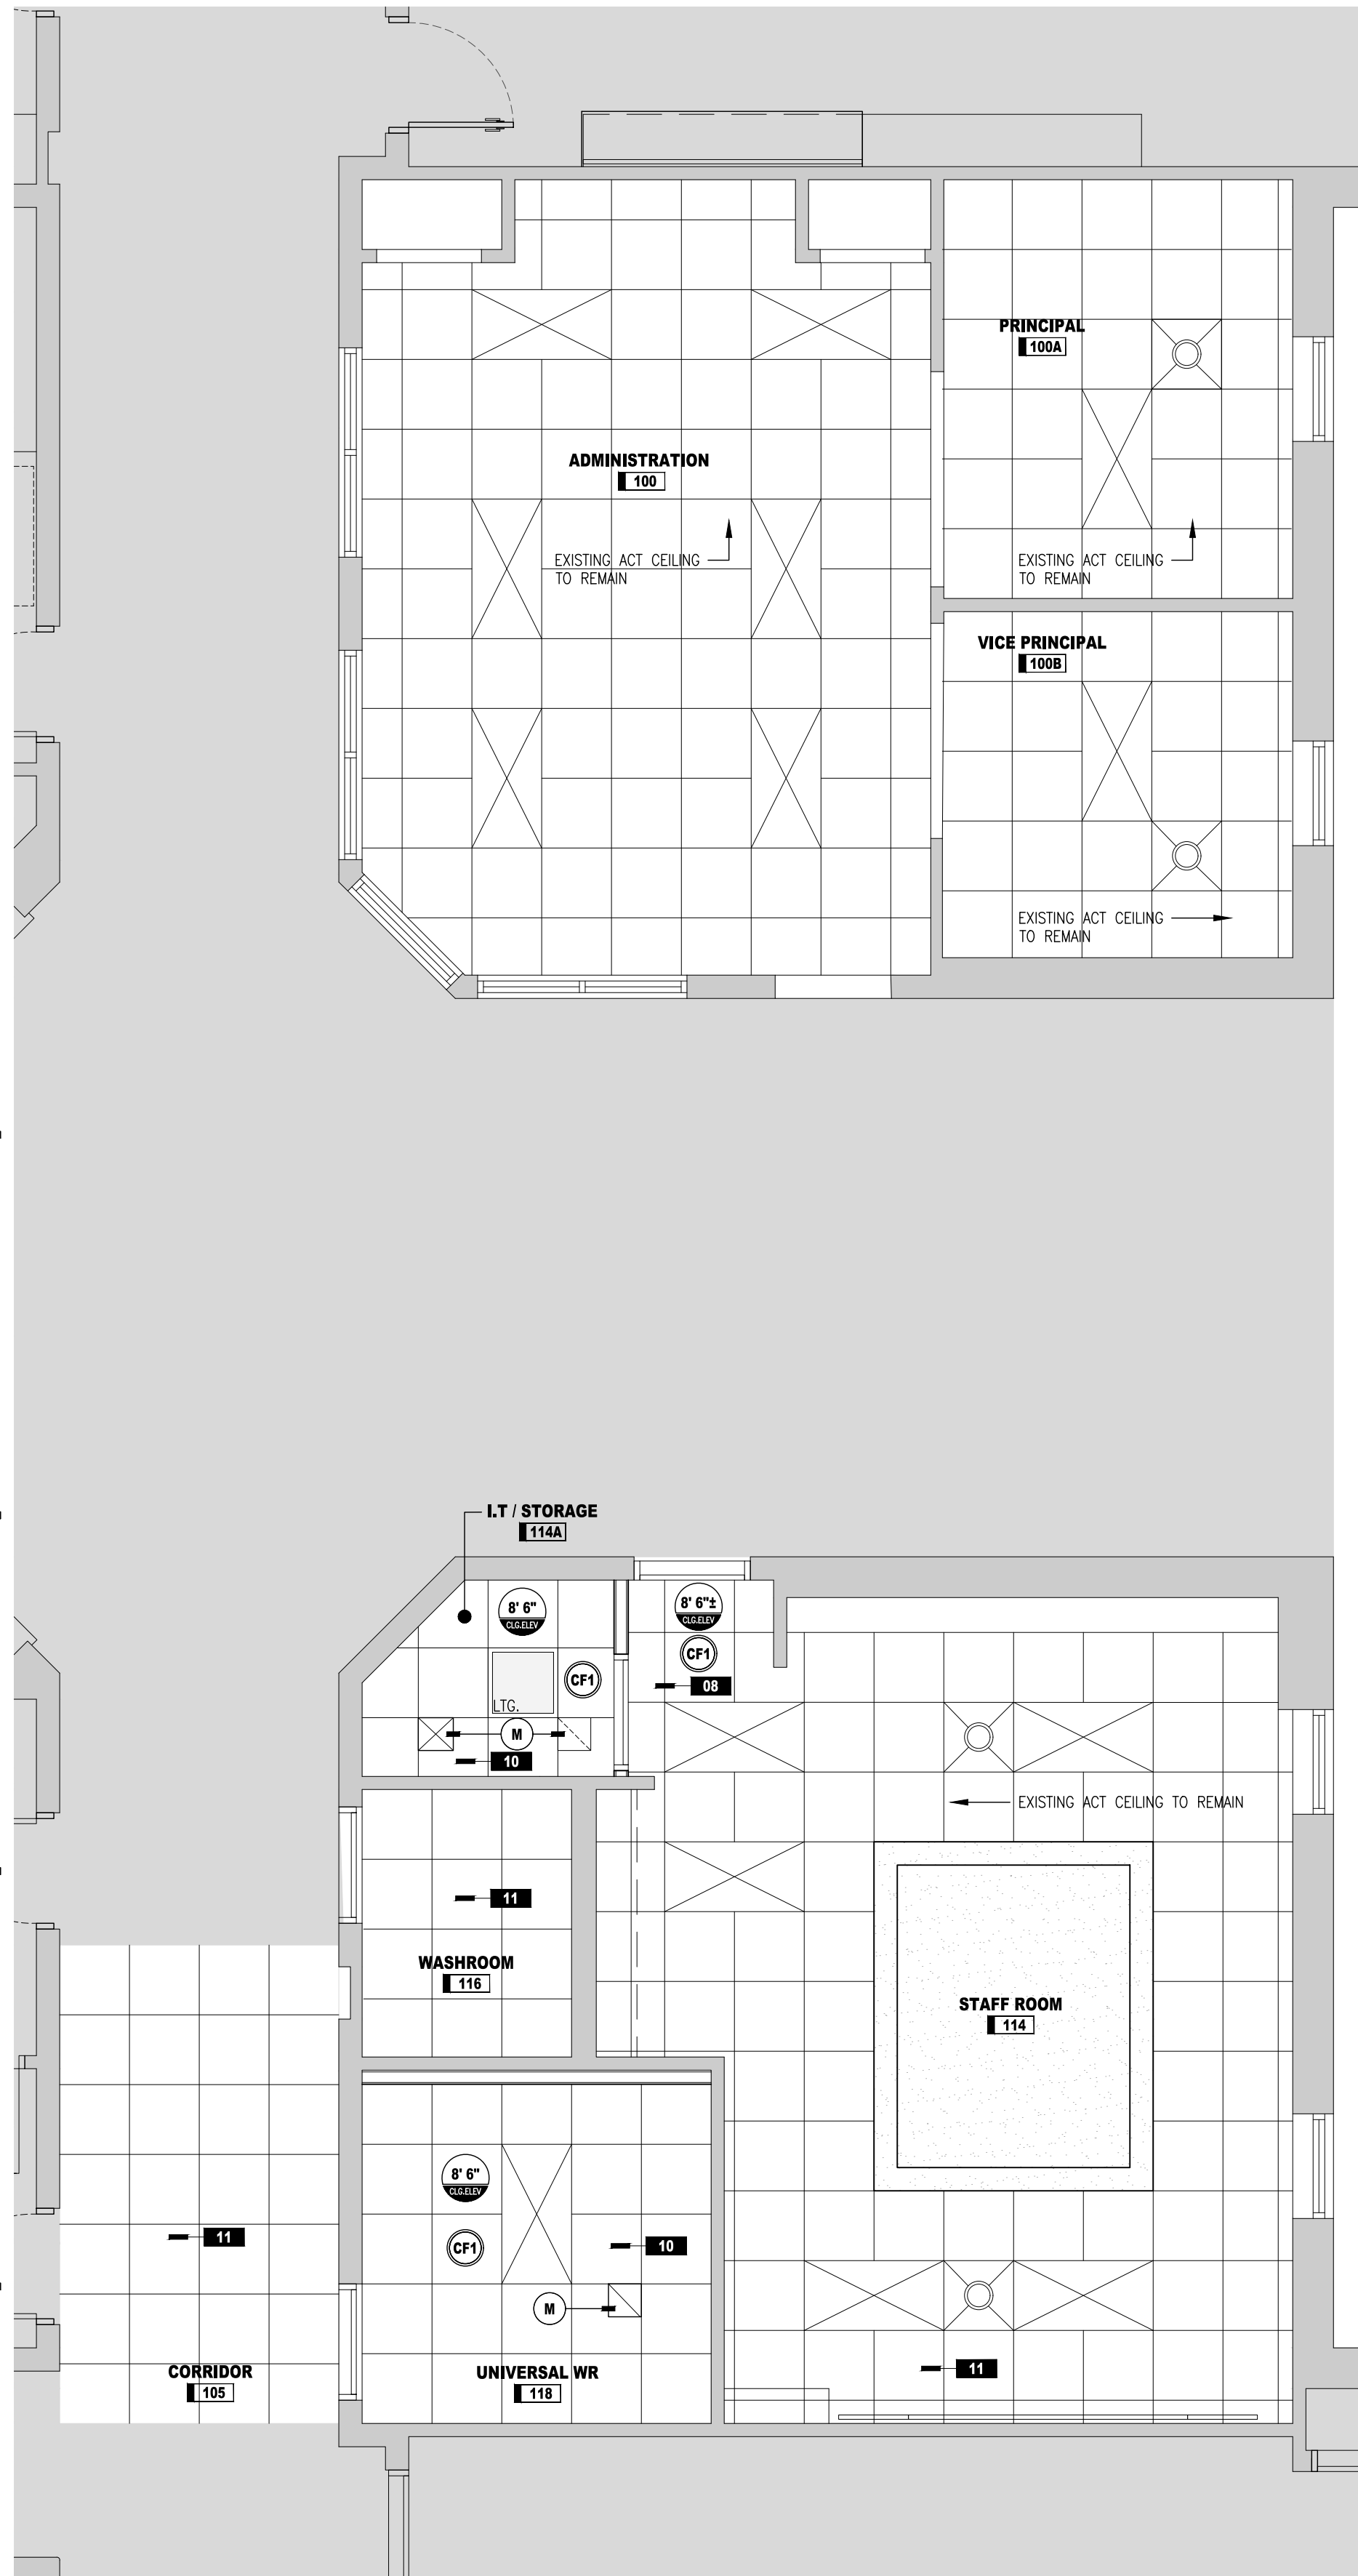 PRINCIPAL
100A
ADMINISTRATION
100
EXISTING ACT CEILING
TO REMAIN
EXISTING ACT CEILING
TO REMAIN
VICE PRINCIPAL
100B
EXISTING ACT CEILING
TO REMAIN
I.T / STORAGE
114A
8' 6"
CLG.ELEV
8' 6"±
CLG.ELEV
CF1
CF1
08
LTG.
M
10
EXISTING ACT CEILING TO REMAIN
11
WASHROOM
116
STAFF ROOM
114
8' 6"
CLG.ELEV
11
CF1
10
M
CORRIDOR
105
UNIVERSAL WR
118
11